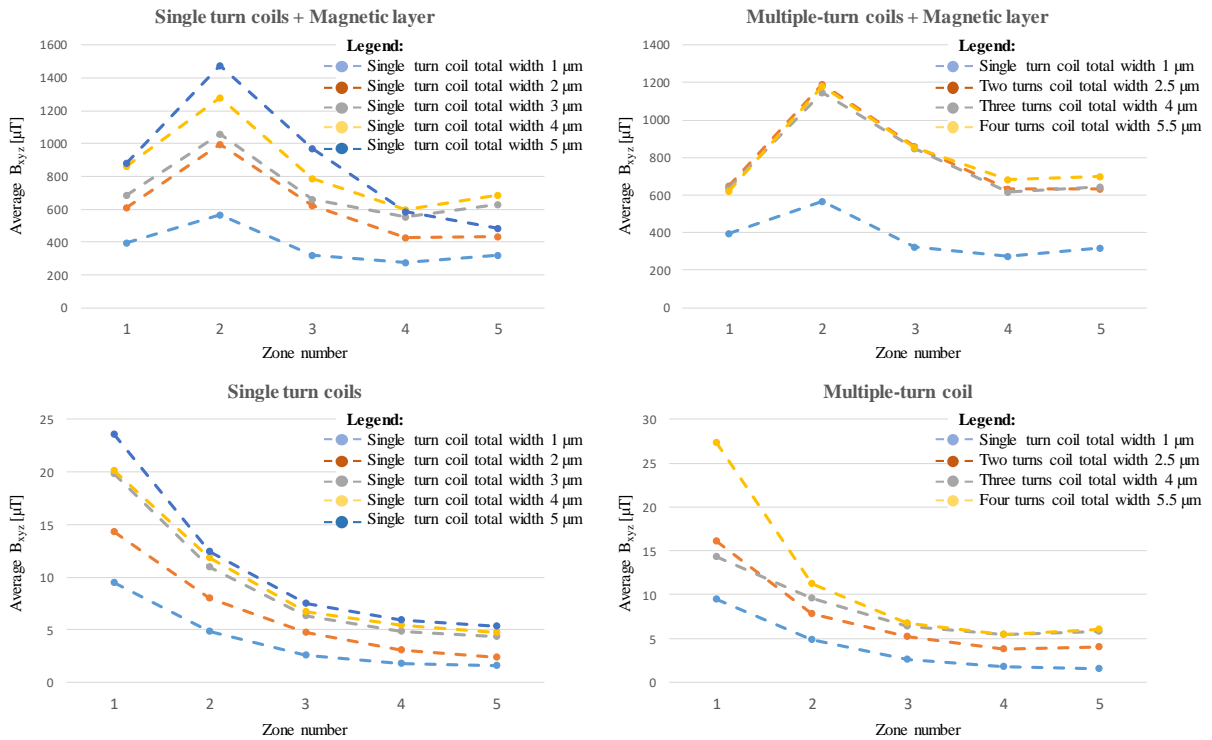 Single turn coils + Magnetic layer
Legend:
Single turn coil total width 1 μm
Single turn coil total width 2 μm
Single turn coil total width 3 μm
Single turn coil total width 4 μm
Single turn coil total width 5 μm
Average Bxyz [μT]
1600
1400
1200
1000
800
600
400
200
0
1 2 3 4 5
Zone number
Multiple-turn coils + Magnetic layer
Legend:
Single turn coil total width 1 μm
Two turns coil total width 2.5 μm
Three turns coil total width 4 μm
Four turns coil total width 5.5 μm
Average Bxyz [μT]
1400
1200
1000
800
600
400
200
0
1 2 3 4 5
Zone number
Single turn coils
Legend:
Single turn coil total width 1 μm
Single turn coil total width 2 μm
Single turn coil total width 3 μm
Single turn coil total width 4 μm
Single turn coil total width 5 μm
Average Bxyz [μT]
25
20
15
10
5
0
1 2 3 4 5
Zone number
Multiple-turn coil
Legend:
Single turn coil total width 1 μm
Two turns coil total width 2.5 μm
Three turns coil total width 4 μm
Four turns coil total width 5.5 μm
Average Bxyz [μT]
30
25
20
15
10
5
0
1 2 3 4 5
Zone number